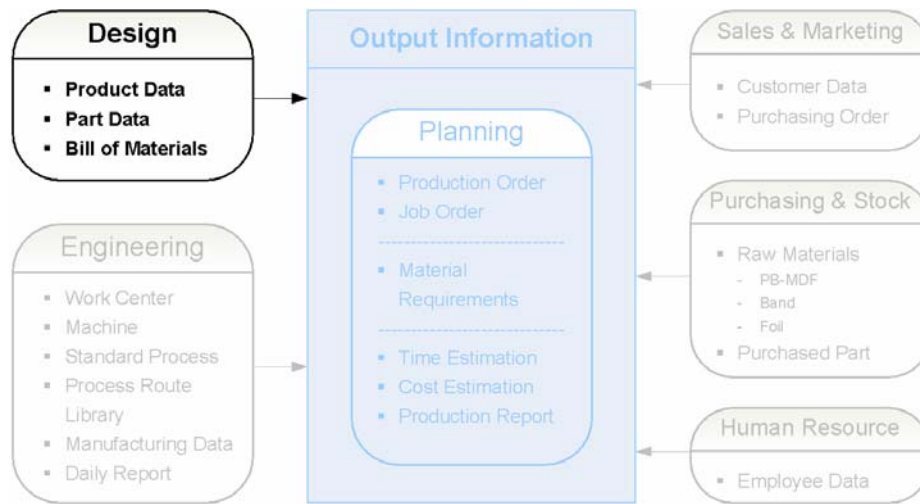 Design
Product Data
Part Data
Bill of Materials
Engineering
Work Center
Machine
Standard Process
Process Route
Library
Manufacturing Data
Daily Report
Output Information
Planning
Production Order
Job Order
Material
Requirements
Time Estimation
Cost Estimation
Production Report
Sales & Marketing
Customer Data
Purchasing Order
Purchasing & Stock
Raw Materials
- PB-MDF
- Band
- Foil
Purchased Part
Human Resource
Employee Data